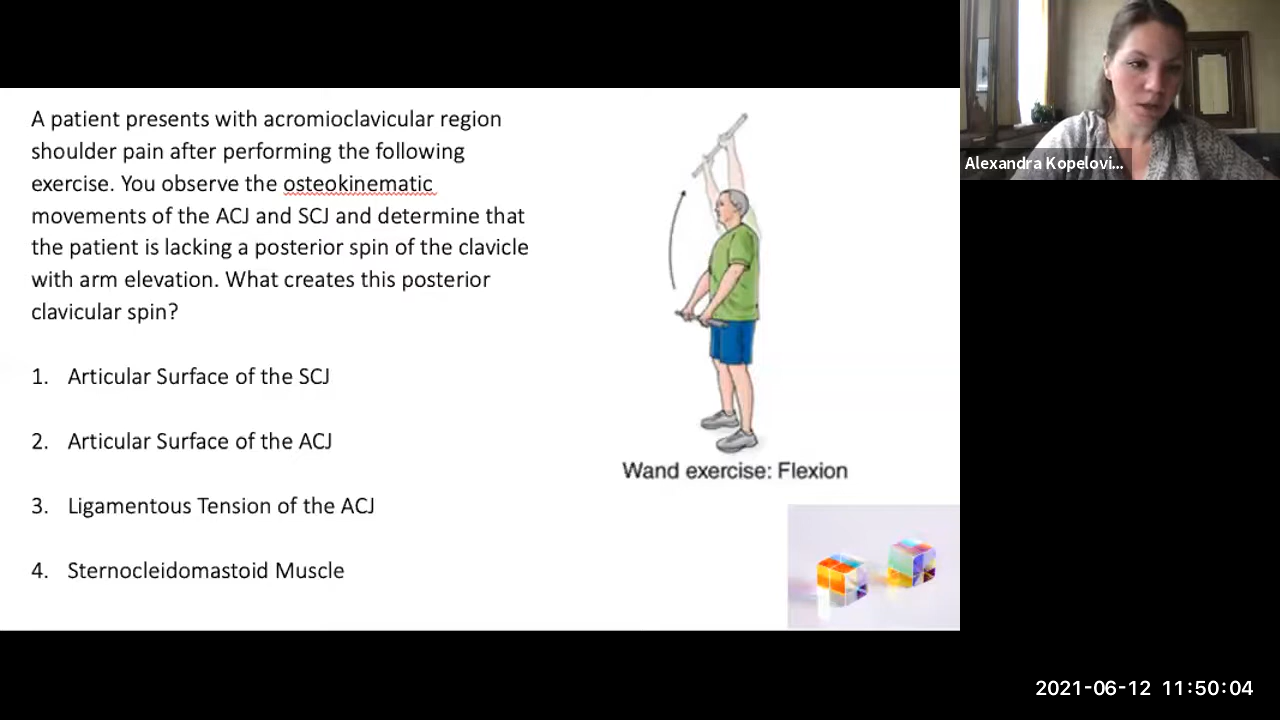 A patient presents with acromioclavicular region
shoulder pain after performing the following
exercise. You observe the osteokinematic
movements of the ACJ and SCJ and determine that
the patient is lacking a posterior spin of the clavicle
with arm elevation. What creates this posterior
clavicular spin?
1. Articular Surface of the SCJ
2. Articular Surface of the ACJ
3. Ligamentous Tension of the ACJ
4. Sternocleidomastoid Muscle
Wand exercise: Flexion
Alexandra Kopelovi...
2021-06-12 11:50:04